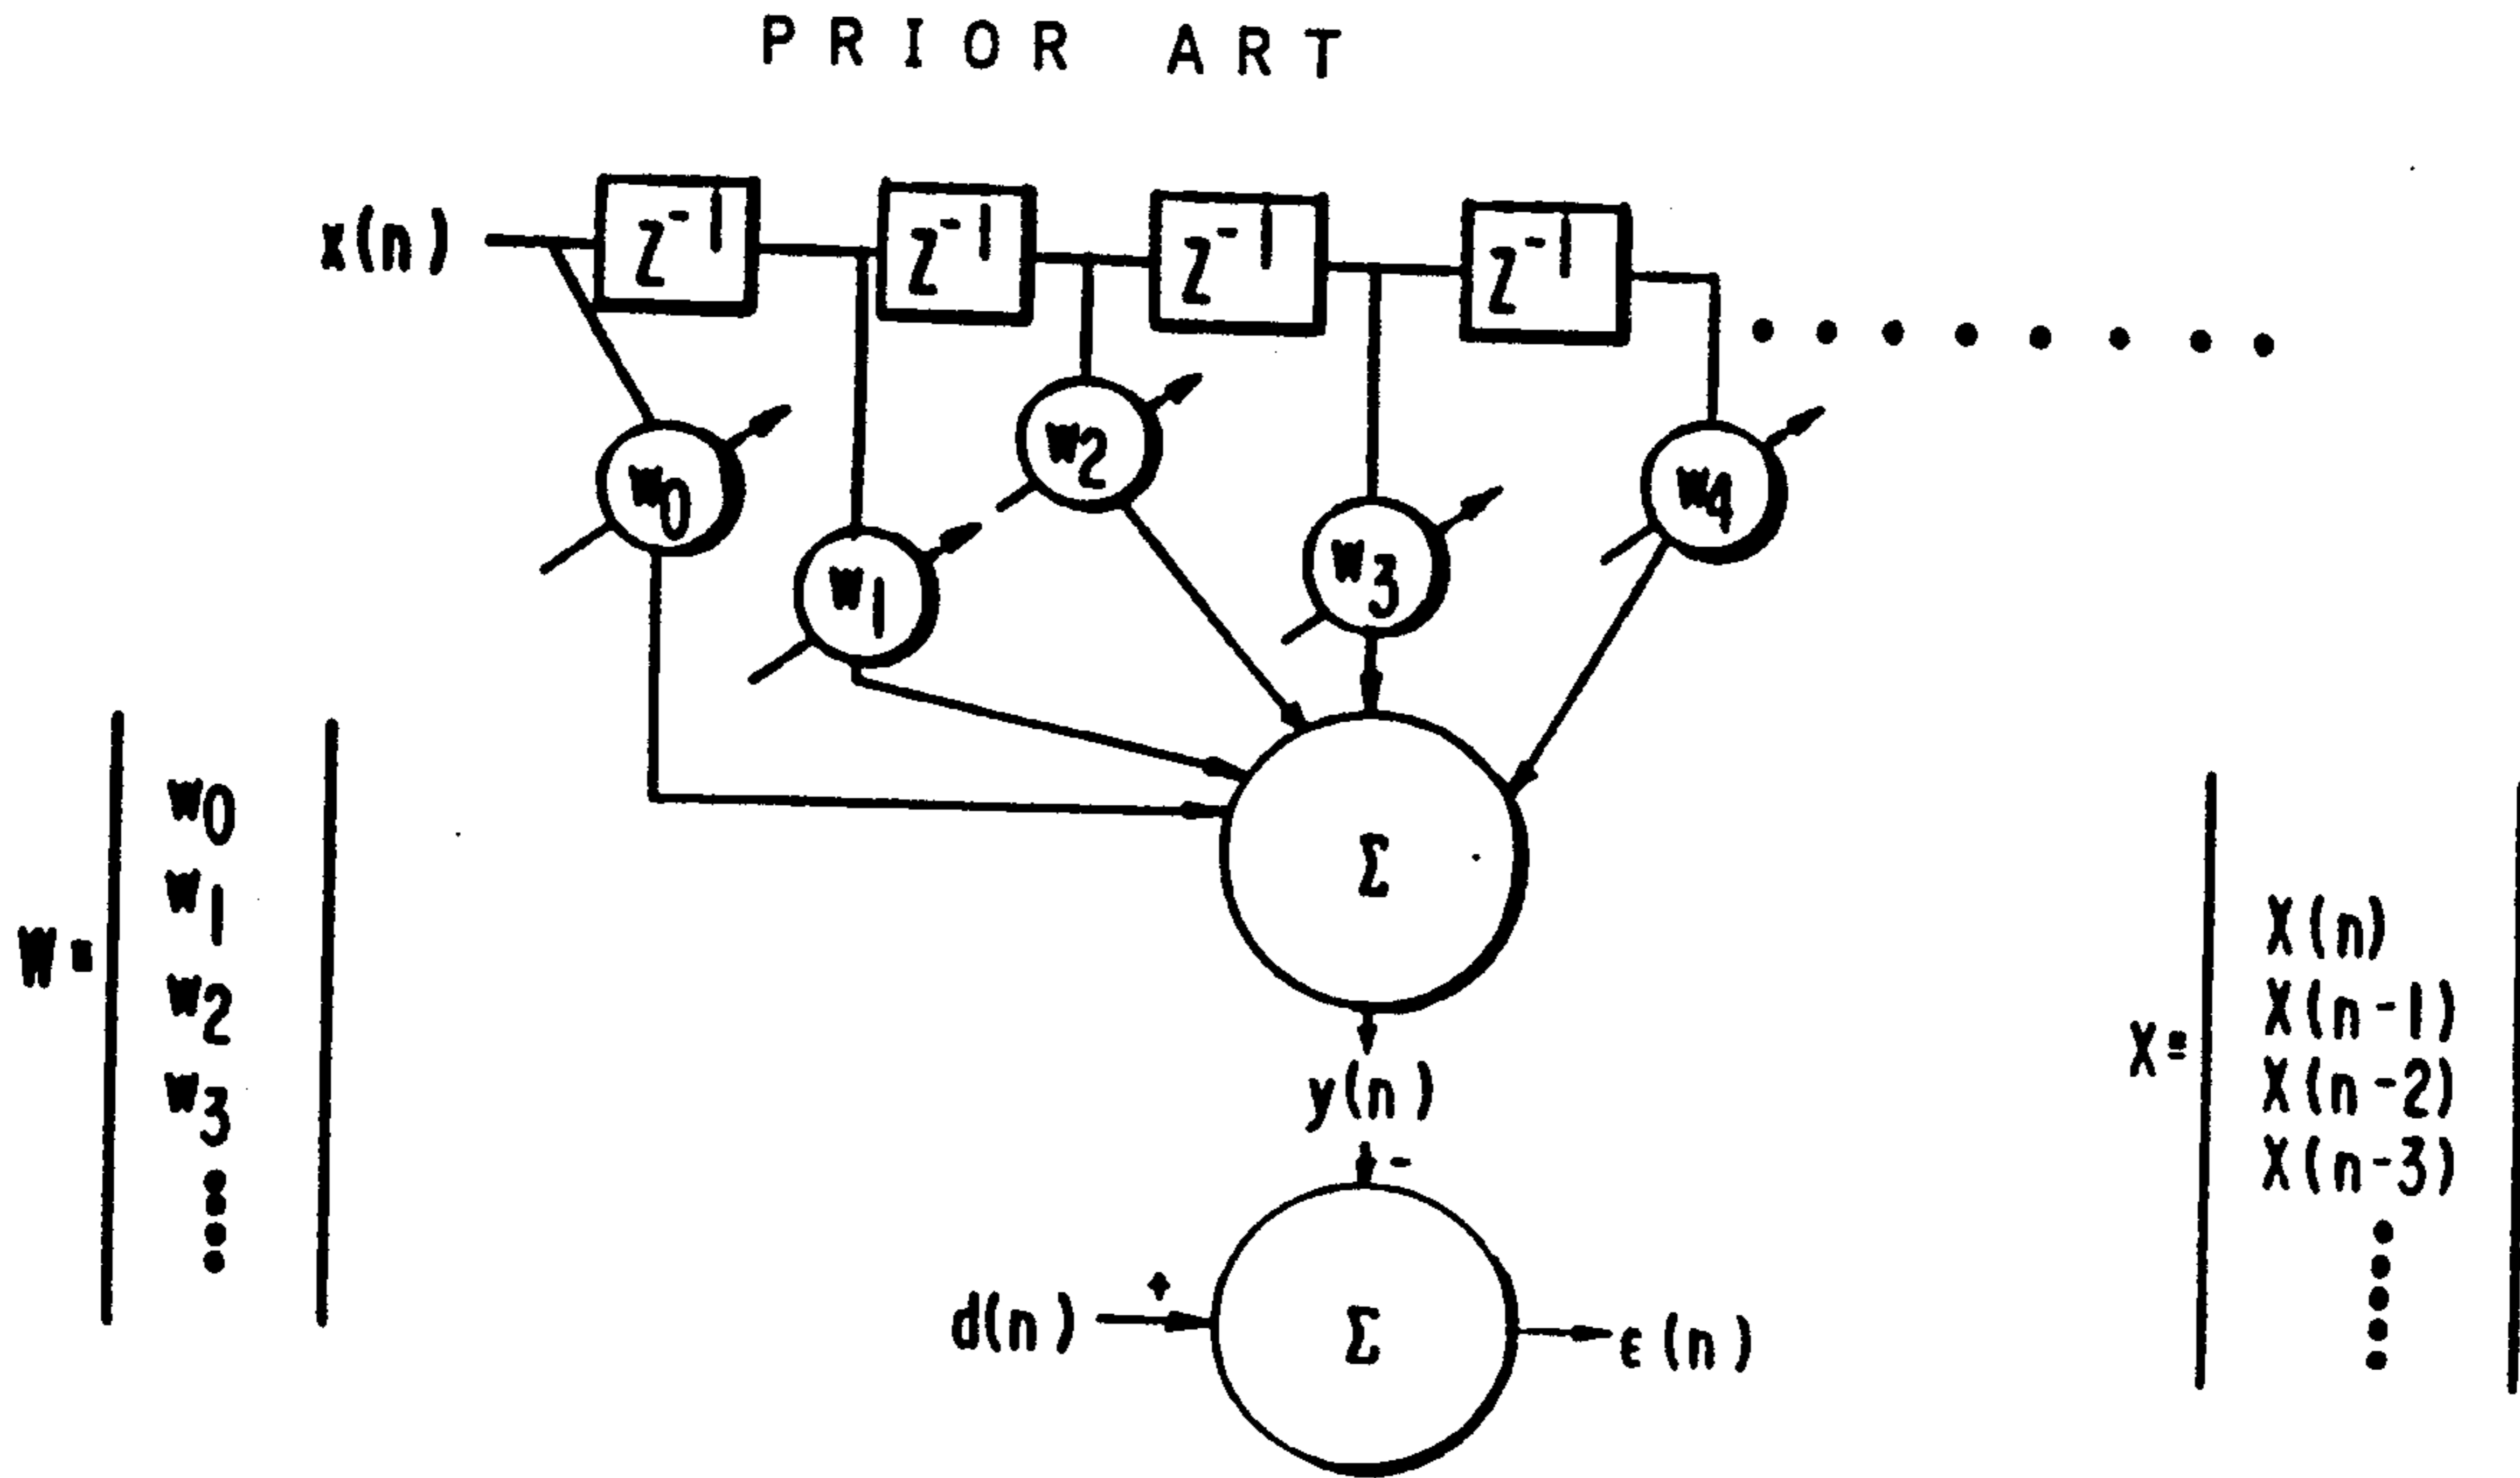 PRIOR ART
x(n)
Z⁻¹
Z⁻¹
Z⁻¹
Z⁻¹
W₀
W₁
W₂
W₃
W₄
Σ
y(n)
-
d(n)
+
Σ
ε(n)
W=
W₀
W₁
W₂
W₃
X=
X(n)
X(n-1)
X(n-2)
X(n-3)